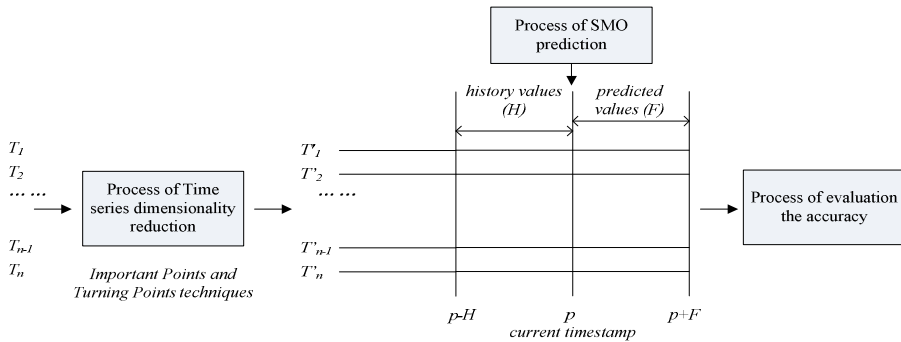 Process of SMO
prediction
history values
(H)
predicted
values (F)
T1
T2
... ...
Tn-1
Tn
Process of Time
series dimensionality
reduction
Important Points and
Turning Points techniques
T'1
T'2
... ...
T'n-1
T'n
p-H
p
p+F
current timestamp
Process of evaluation
the accuracy